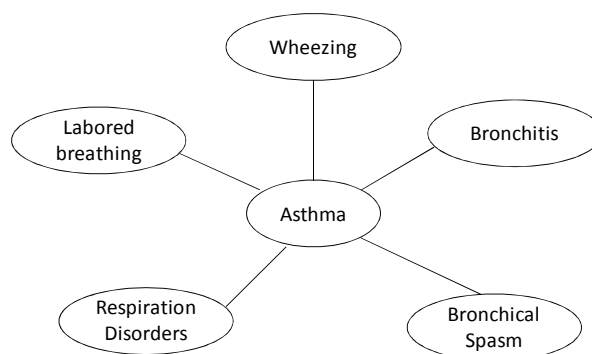 Wheezing
Labored
breathing
Bronchitis
Asthma
Respiration
Disorders
Bronchical
Spasm